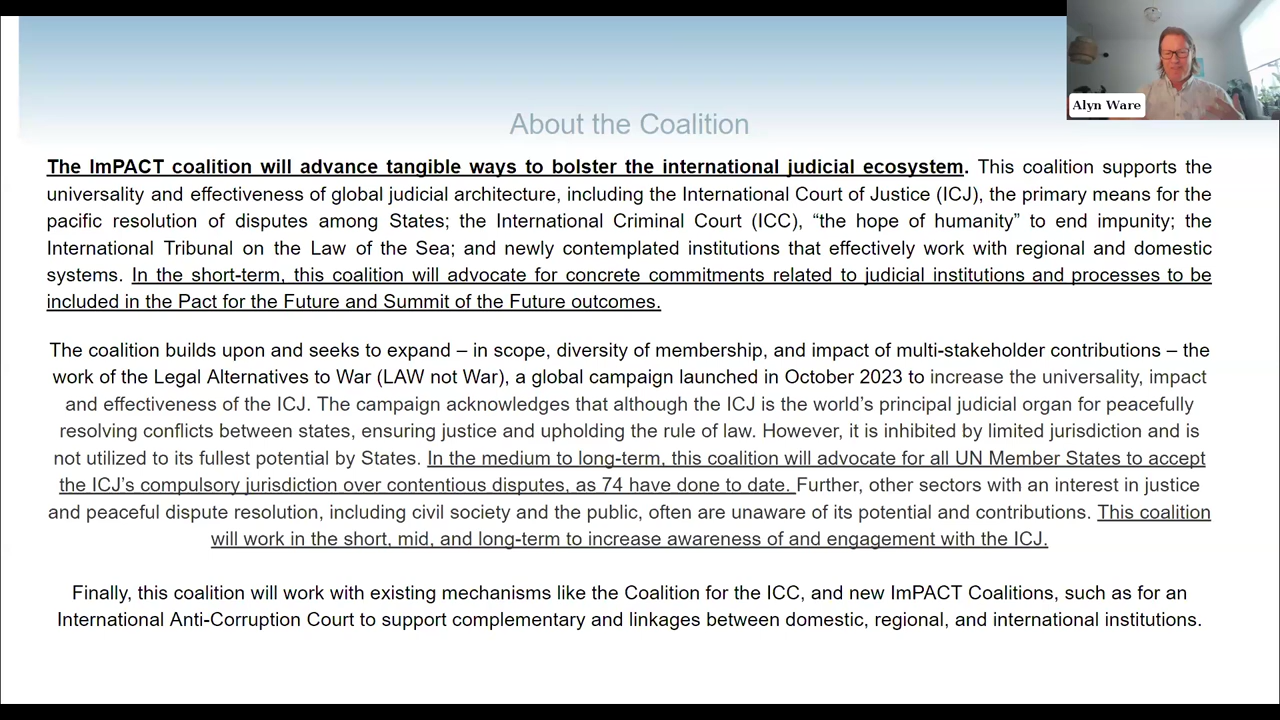 Alyn Ware
About the Coalition
The ImPACT coalition will advance tangible ways to bolster the international judicial ecosystem. This coalition supports the
universality and effectiveness of global judicial architecture, including the International Court of Justice (ICJ), the primary means for the
pacific resolution of disputes among States; the International Criminal Court (ICC), “the hope of humanity” to end impunity; the
International Tribunal on the Law of the Sea; and newly contemplated institutions that effectively work with regional and domestic
systems. In the short-term, this coalition will advocate for concrete commitments related to judicial institutions and processes to be
included in the Pact for the Future and Summit of the Future outcomes.
The coalition builds upon and seeks to expand – in scope, diversity of membership, and impact of multi-stakeholder contributions – the
work of the Legal Alternatives to War (LAW not War), a global campaign launched in October 2023 to increase the universality, impact
and effectiveness of the ICJ. The campaign acknowledges that although the ICJ is the world’s principal judicial organ for peacefully
resolving conflicts between states, ensuring justice and upholding the rule of law. However, it is inhibited by limited jurisdiction and is
not utilized to its fullest potential by States. In the medium to long-term, this coalition will advocate for all UN Member States to accept
the ICJ’s compulsory jurisdiction over contentious disputes, as 74 have done to date. Further, other sectors with an interest in justice
and peaceful dispute resolution, including civil society and the public, often are unaware of its potential and contributions. This coalition
will work in the short, mid, and long-term to increase awareness of and engagement with the ICJ.
Finally, this coalition will work with existing mechanisms like the Coalition for the ICC, and new ImPACT Coalitions, such as for an
International Anti-Corruption Court to support complementary and linkages between domestic, regional, and international institutions.